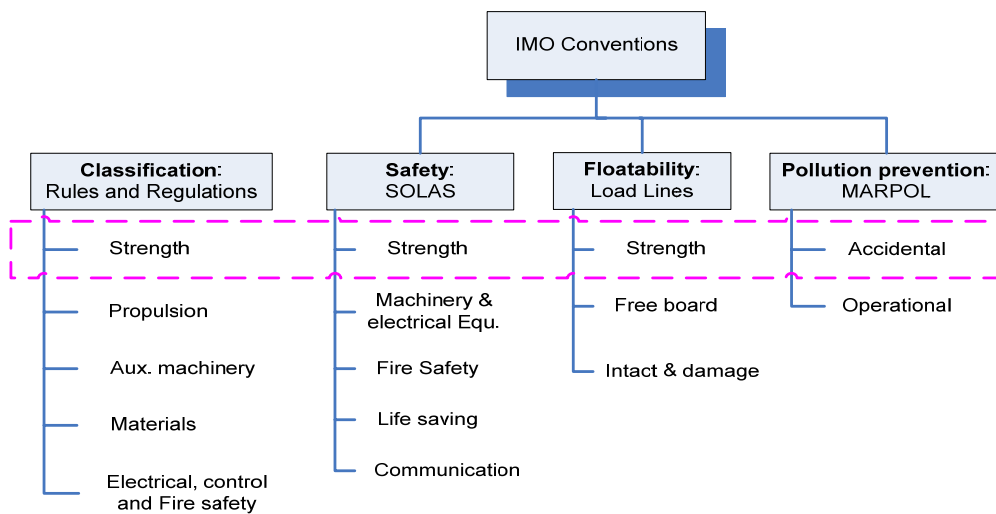 IMO Conventions
Classification:
Rules and Regulations
Strength
Propulsion
Aux. machinery
Materials
Electrical, control
and Fire safety
Safety:
SOLAS
Strength
Machinery &
electrical Equ.
Fire Safety
Life saving
Communication
Floatability:
Load Lines
Strength
Free board
Intact & damage
Pollution prevention:
MARPOL
Accidental
Operational